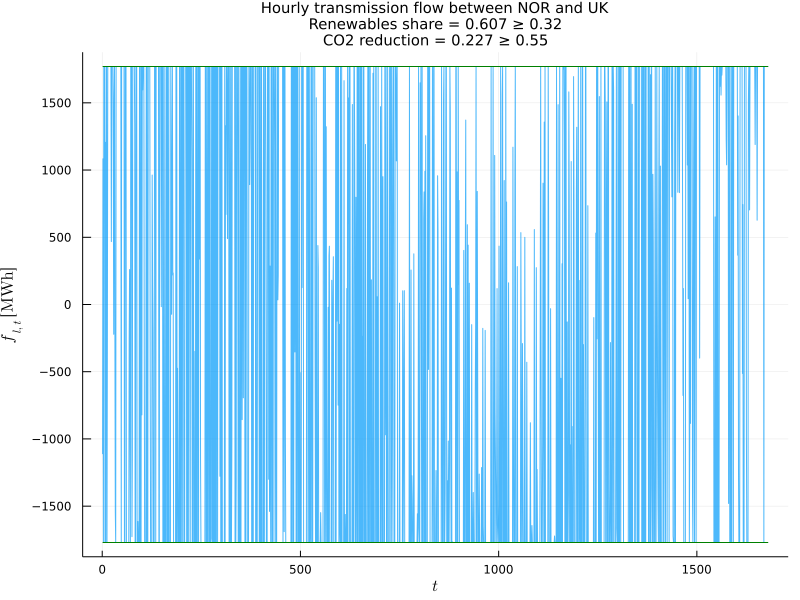 Hourly transmission flow between NOR and UK
Renewables share = 0.607 ≥ 0.32
CO2 reduction = 0.227 ≥ 0.55
1500
1000
500
0
−500
−1000
−1500
f_{l,t} [MWh]
0 500 1000 1500
t